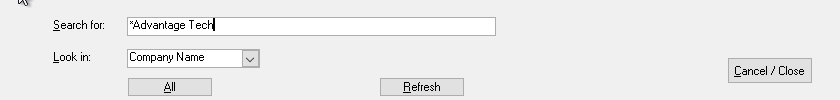 Search for: *Advantage Tech
Look in: Company Name
Cancel / Close
All Refresh